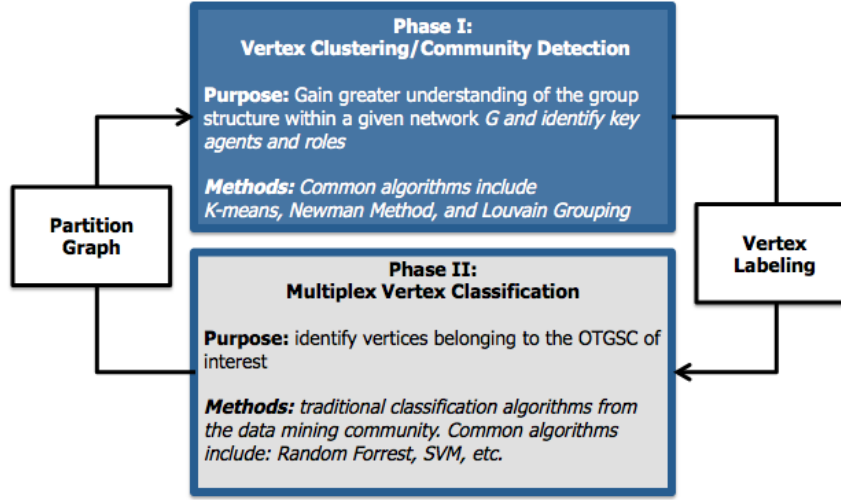 Phase I:
Vertex Clustering/Community Detection
Purpose: Gain greater understanding of the group
structure within a given network G and identify key
agents and roles
Methods: Common algorithms include
K-means, Newman Method, and Louvain Grouping
Partition
Graph
Vertex
Labeling
Phase II:
Multiplex Vertex Classification
Purpose: identify vertices belonging to the OTGSC of
interest
Methods: traditional classification algorithms from
the data mining community. Common algorithms
include: Random Forrest, SVM, etc.